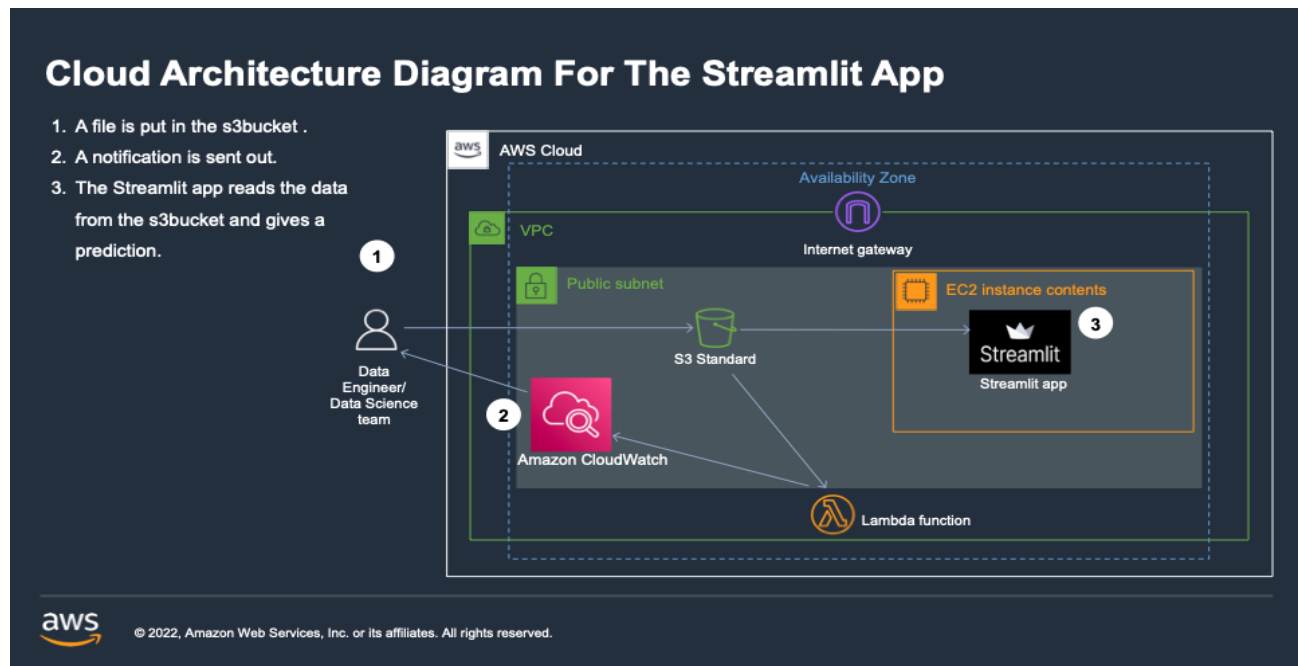 Cloud Architecture Diagram For The Streamlit App
1. A file is put in the s3bucket .
2. A notification is sent out.
3. The Streamlit app reads the data
from the s3bucket and gives a
prediction.
aws
AWS Cloud
Availability Zone
VPC
Internet gateway
1
Public subnet
EC2 instance contents
3
Streamlit
Streamlit app
S3 Standard
Data
Engineer/
Data Science
team
2
Amazon CloudWatch
Lambda function
aws
© 2022, Amazon Web Services, Inc. or its affiliates. All rights reserved.